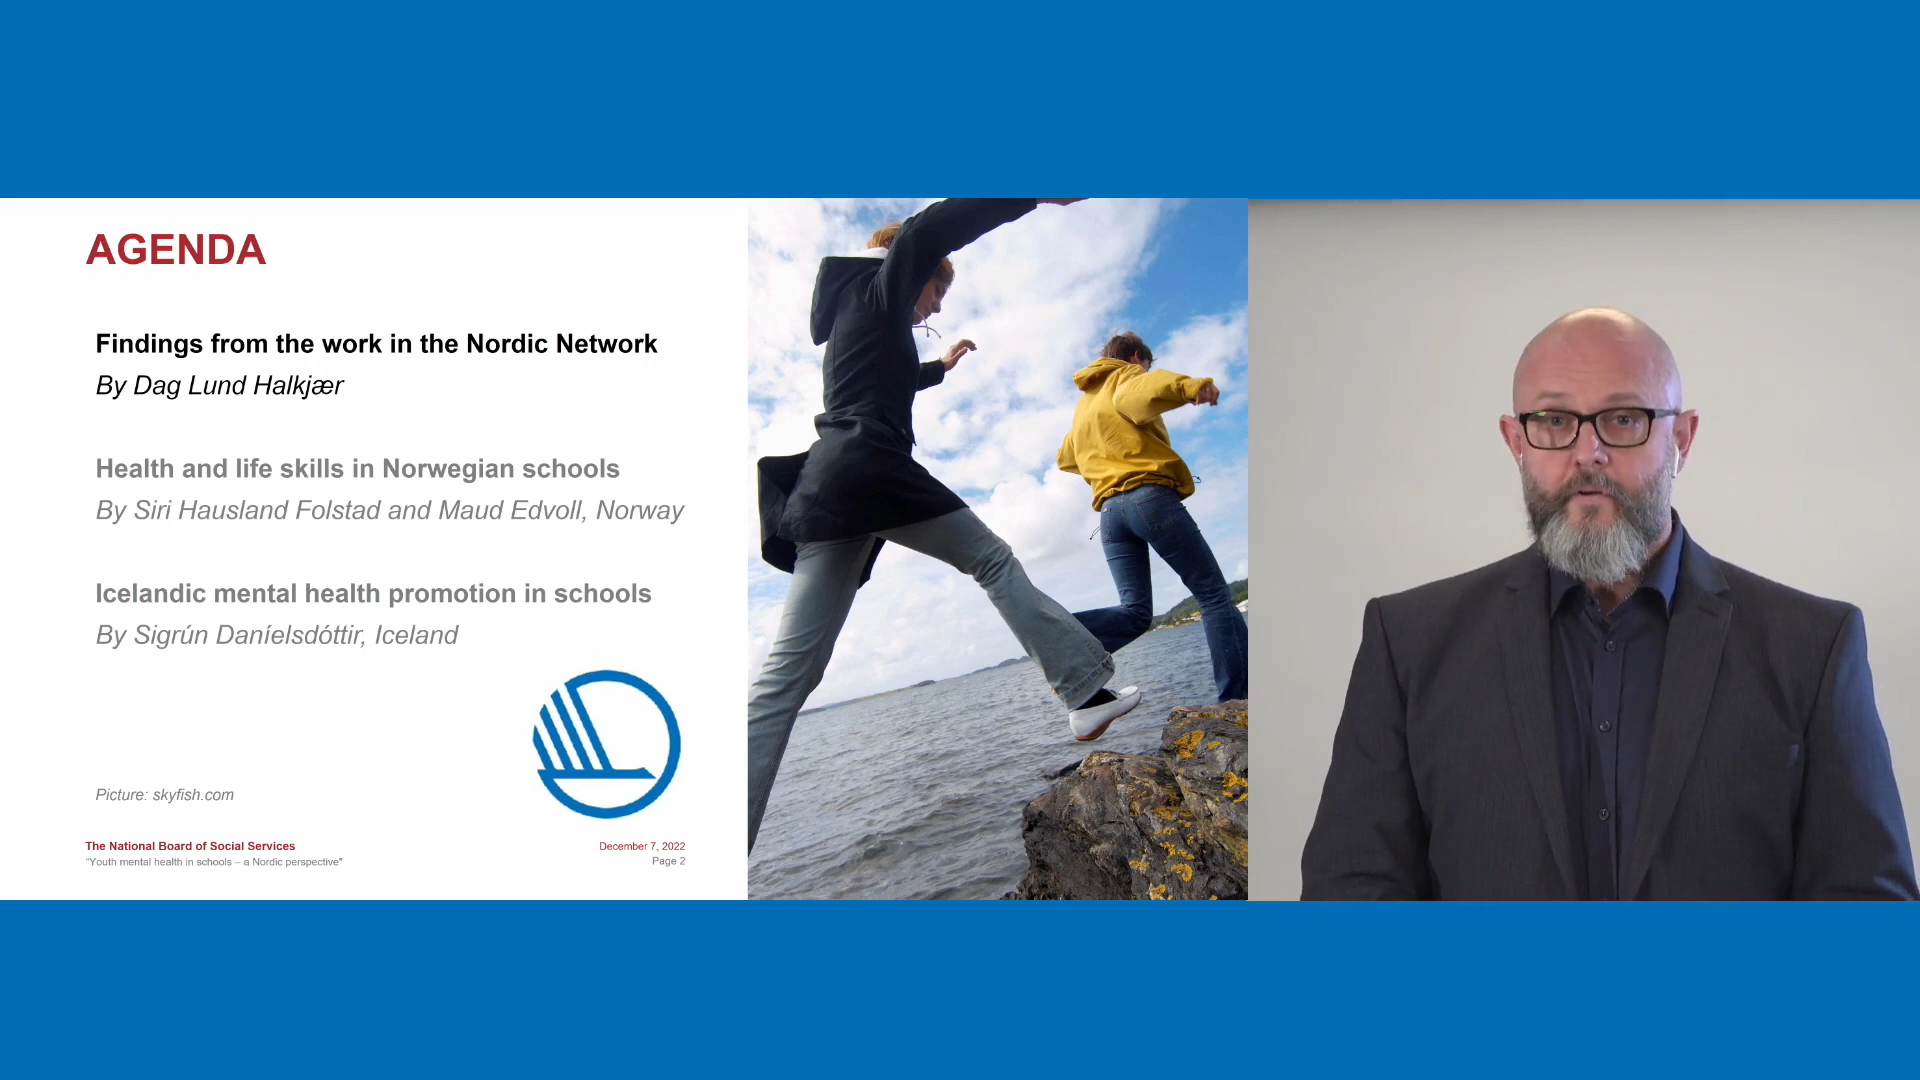 AGENDA
Findings from the work in the Nordic Network
By Dag Lund Halkjær
Health and life skills in Norwegian schools
By Siri Hausland Folstad and Maud Edvoll, Norway
Icelandic mental health promotion in schools
By Sigrún Daníelsdóttir, Iceland
Picture: skyfish.com
The National Board of Social Services
"Youth mental health in schools – a Nordic perspective"
December 7, 2022
Page 2